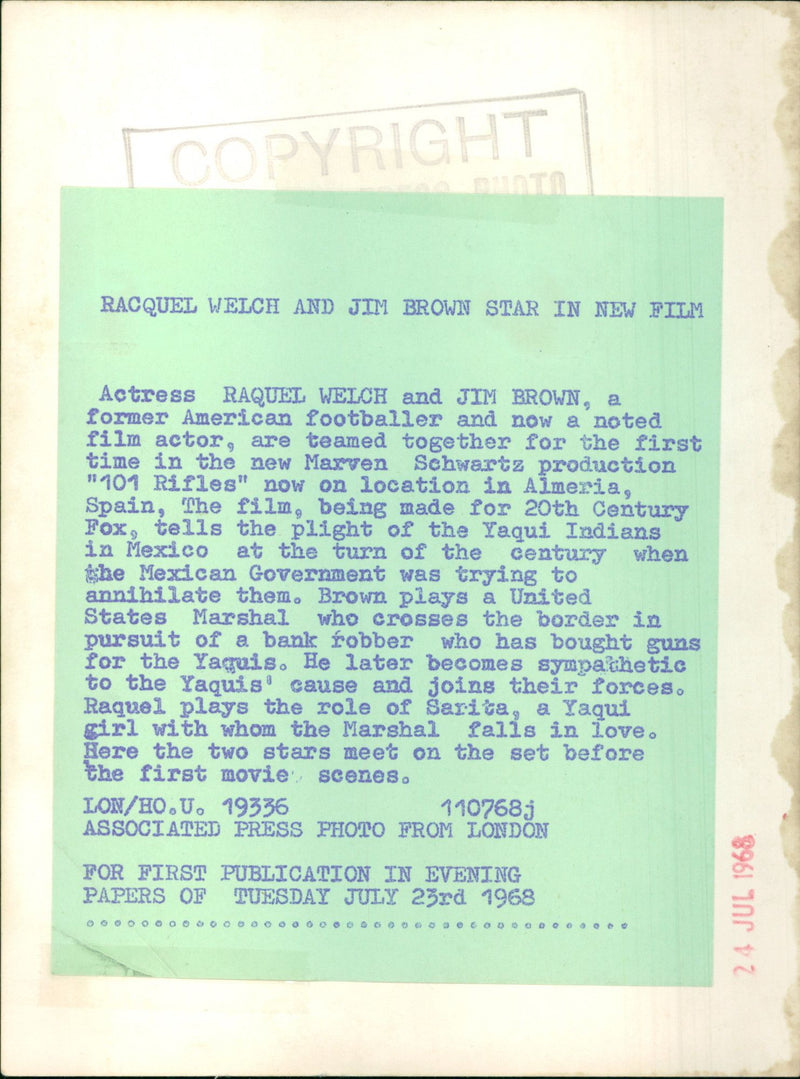 COPYRIGHT
PRESS PHOTO
RACQUEL WELCH AND JIM BROWN STAR IN NEW FILM
Actress RAQUEL WELCH and JIM BROWN, a
former American footballer and now a noted
film actor, are teamed together for the first
time in the new Marven Schwartz production
"101 Rifles" now on location in Almeria,
Spain, The film, being made for 20th Century
Fox, tells the plight of the Yaqui Indians
in Mexico at the turn of the century when
the Mexican Government was trying to
annihilate them. Brown plays a United
States Marshal who crosses the border in
pursuit of a bank robber who has bought guns
for the Yaquis. He later becomes sympathetic
to the Yaquis' cause and joins their forces.
Raquel plays the role of Sarita, a Yaqui
girl with whom the Marshal falls in love.
Here the two stars meet on the set before
the first movie scenes.
LON/HO.U. 19336 110768j
ASSOCIATED PRESS PHOTO FROM LONDON
FOR FIRST PUBLICATION IN EVENING
PAPERS OF TUESDAY JULY 23rd 1968
24 JUL 1968